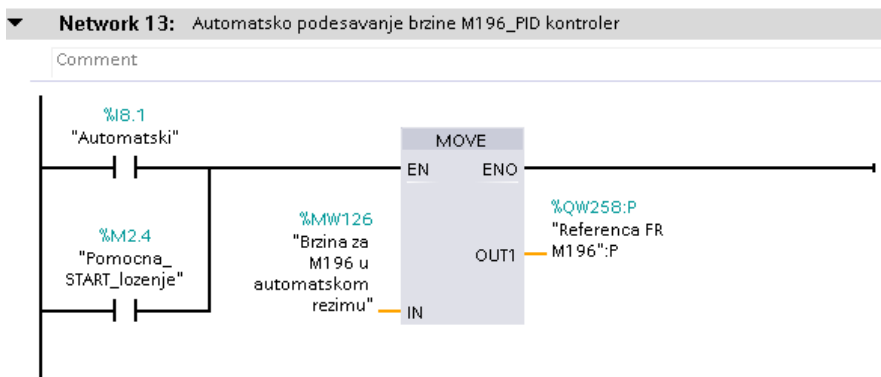 Network 13: Automatsko podesavanje brzine M196_PID kontroler
Comment
%I8.1
"Automatski"
MOVE
EN
ENO
%M2.4
"Pomocna_
START_lozenje"
%MW126
"Brzina za
M196 u
automatskom
rezimu"
IN
OUT1
%QW258:P
"Referenca FR
M196":P